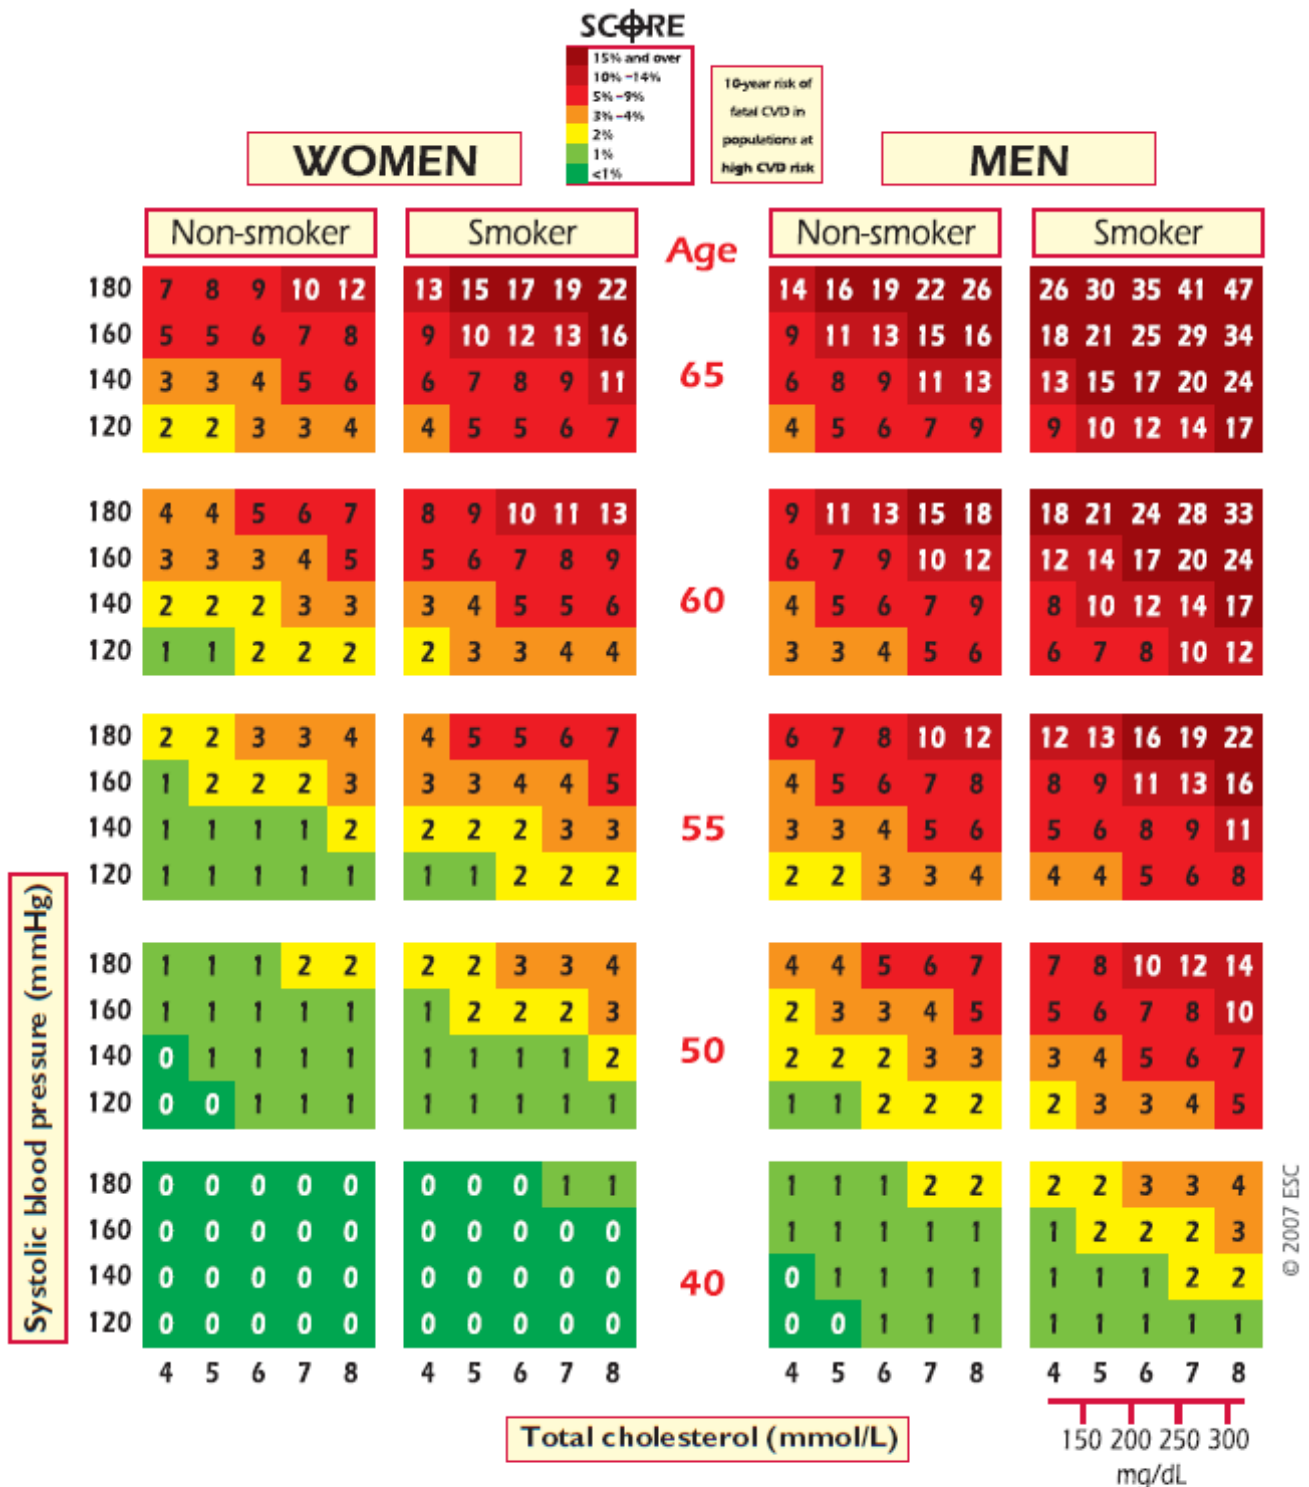 SCORE
15% and over
10% –14%
5% –9%
3% –4%
2%
1%
<1%
10-year risk of
fatal CVD in
populations at
high CVD risk
WOMEN
MEN
Non-smoker Smoker Age Non-smoker Smoker
180 7 8 9 10 12 13 15 17 19 22 14 16 19 22 26 26 30 35 41 47
160 5 5 6 7 8 9 10 12 13 16 9 11 13 15 16 18 21 25 29 34
65
140 3 3 4 5 6 6 7 8 9 11 6 8 9 11 13 13 15 17 20 24
120 2 2 3 3 4 4 5 5 6 7 4 5 6 7 9 9 10 12 14 17
180 4 4 5 6 7 8 9 10 11 13 9 11 13 15 18 18 21 24 28 33
160 3 3 3 4 5 5 6 7 8 9 6 7 9 10 12 12 14 17 20 24
60
140 2 2 2 3 3 3 4 5 5 6 4 5 6 7 9 8 10 12 14 17
120 1 1 2 2 2 2 3 3 4 4 3 3 4 5 6 6 7 8 10 12
180 2 2 3 3 4 4 5 5 6 7 6 7 8 10 12 12 13 16 19 22
160 1 2 2 2 3 3 3 4 4 5 4 5 6 7 8 8 9 11 13 16
55
140 1 1 1 1 2 2 2 2 3 3 3 3 4 5 6 5 6 8 9 11
120 1 1 1 1 1 1 1 2 2 2 2 2 3 3 4 4 4 5 6 8
180 1 1 1 2 2 2 2 3 3 4 4 4 5 6 7 7 8 10 12 14
160 1 1 1 1 1 1 2 2 2 3 2 3 3 4 5 5 6 7 8 10
50
140 0 1 1 1 1 1 1 1 1 2 2 2 2 3 3 3 4 5 6 7
120 0 0 1 1 1 1 1 1 1 1 1 1 2 2 2 2 3 3 4 5
180 0 0 0 0 0 0 0 0 1 1 1 1 1 2 2 2 2 3 3 4
160 0 0 0 0 0 0 0 0 0 0 1 1 1 1 1 1 2 2 2 3
40
140 0 0 0 0 0 0 0 0 0 0 0 1 1 1 1 1 1 1 2 2
120 0 0 0 0 0 0 0 0 0 0 0 0 1 1 1 1 1 1 1 1
4 5 6 7 8 4 5 6 7 8 4 5 6 7 8 4 5 6 7 8
Systolic blood pressure (mmHg)
Total cholesterol (mmol/L)
150 200 250 300
mg/dL
© 2007 ESC